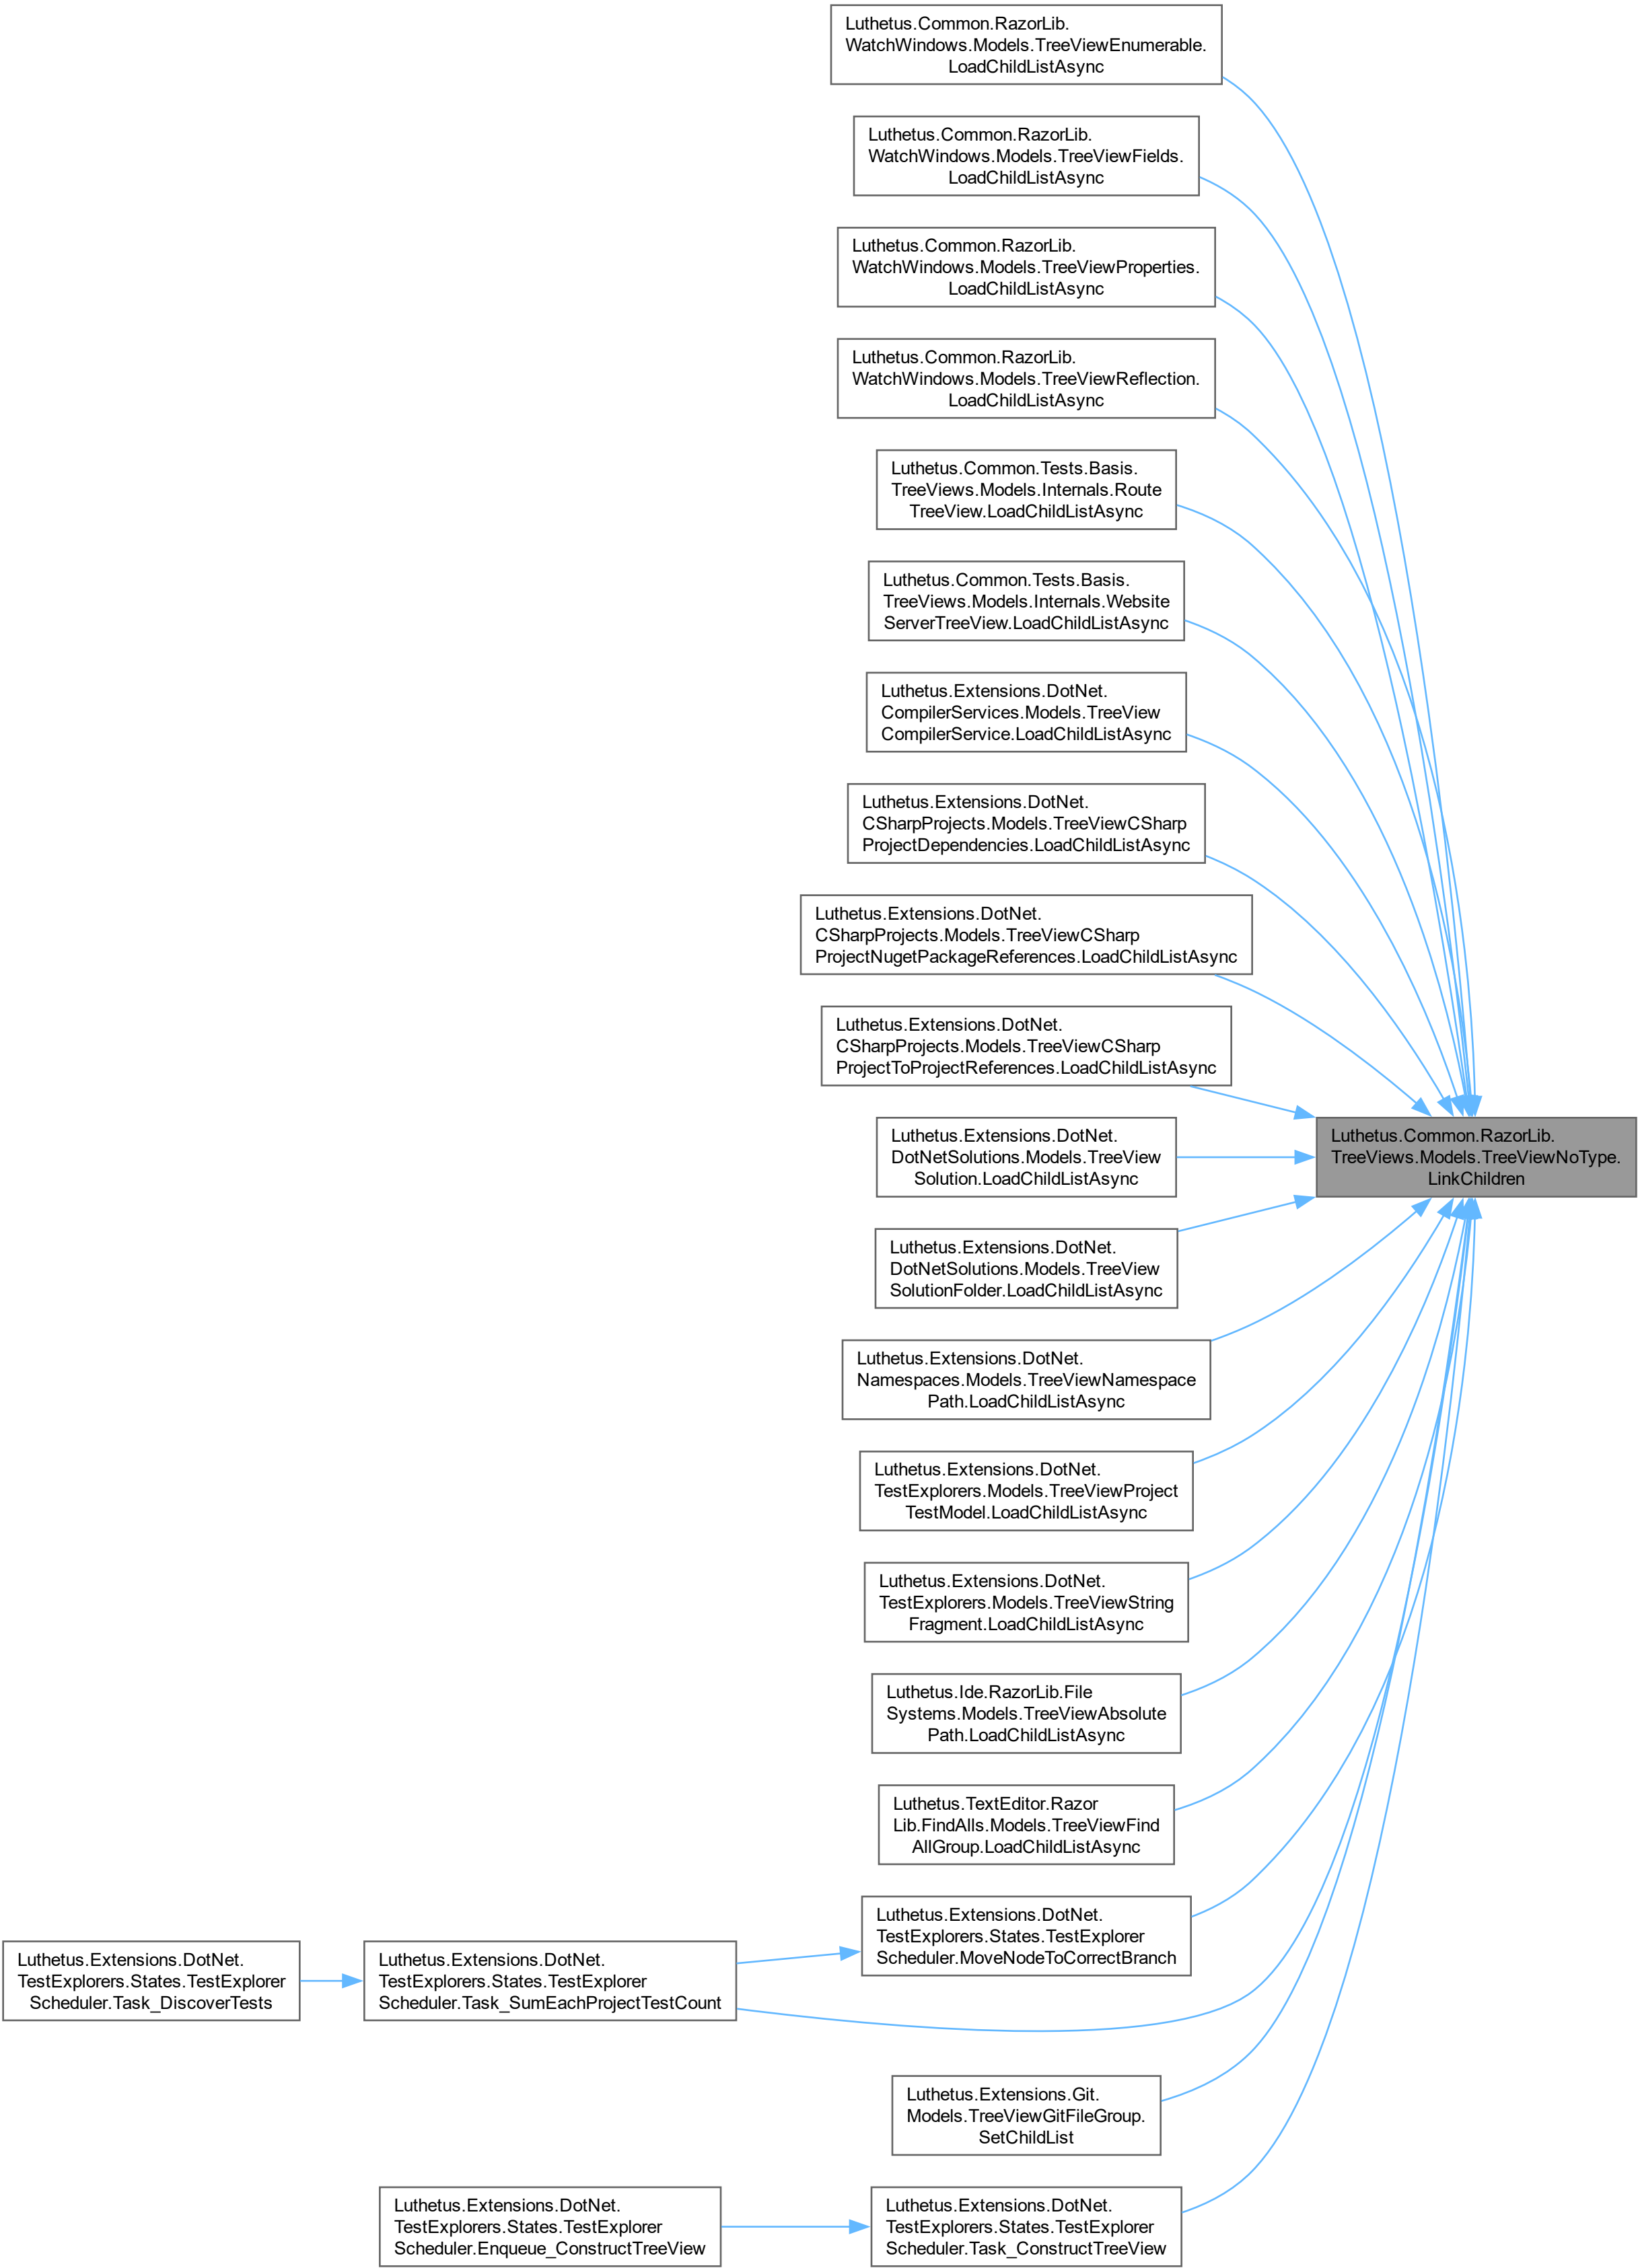 Luthetus.Common.RazorLib.
WatchWindows.Models.TreeViewEnumerable.
LoadChildListAsync
Luthetus.Common.RazorLib.
WatchWindows.Models.TreeViewFields.
LoadChildListAsync
Luthetus.Common.RazorLib.
WatchWindows.Models.TreeViewProperties.
LoadChildListAsync
Luthetus.Common.RazorLib.
WatchWindows.Models.TreeViewReflection.
LoadChildListAsync
Luthetus.Common.Tests.Basis.
TreeViews.Models.Internals.Route
TreeView.LoadChildListAsync
Luthetus.Common.Tests.Basis.
TreeViews.Models.Internals.Website
ServerTreeView.LoadChildListAsync
Luthetus.Extensions.DotNet.
CompilerServices.Models.TreeView
CompilerService.LoadChildListAsync
Luthetus.Extensions.DotNet.
CSharpProjects.Models.TreeViewCSharp
ProjectDependencies.LoadChildListAsync
Luthetus.Extensions.DotNet.
CSharpProjects.Models.TreeViewCSharp
ProjectNugetPackageReferences.LoadChildListAsync
Luthetus.Extensions.DotNet.
CSharpProjects.Models.TreeViewCSharp
ProjectToProjectReferences.LoadChildListAsync
Luthetus.Extensions.DotNet.
DotNetSolutions.Models.TreeView
Solution.LoadChildListAsync
Luthetus.Common.RazorLib.
TreeViews.Models.TreeViewNoType.
LinkChildren
Luthetus.Extensions.DotNet.
DotNetSolutions.Models.TreeView
SolutionFolder.LoadChildListAsync
Luthetus.Extensions.DotNet.
Namespaces.Models.TreeViewNamespace
Path.LoadChildListAsync
Luthetus.Extensions.DotNet.
TestExplorers.Models.TreeViewProject
TestModel.LoadChildListAsync
Luthetus.Extensions.DotNet.
TestExplorers.Models.TreeViewString
Fragment.LoadChildListAsync
Luthetus.Ide.RazorLib.File
Systems.Models.TreeViewAbsolute
Path.LoadChildListAsync
Luthetus.TextEditor.Razor
Lib.FindAlls.Models.TreeViewFind
AllGroup.LoadChildListAsync
Luthetus.Extensions.DotNet.
TestExplorers.States.TestExplorer
Scheduler.MoveNodeToCorrectBranch
Luthetus.Extensions.DotNet.
TestExplorers.States.TestExplorer
Scheduler.Task_SumEachProjectTestCount
Luthetus.Extensions.DotNet.
TestExplorers.States.TestExplorer
Scheduler.Task_DiscoverTests
Luthetus.Extensions.Git.
Models.TreeViewGitFileGroup.
SetChildList
Luthetus.Extensions.DotNet.
TestExplorers.States.TestExplorer
Scheduler.Task_ConstructTreeView
Luthetus.Extensions.DotNet.
TestExplorers.States.TestExplorer
Scheduler.Enqueue_ConstructTreeView